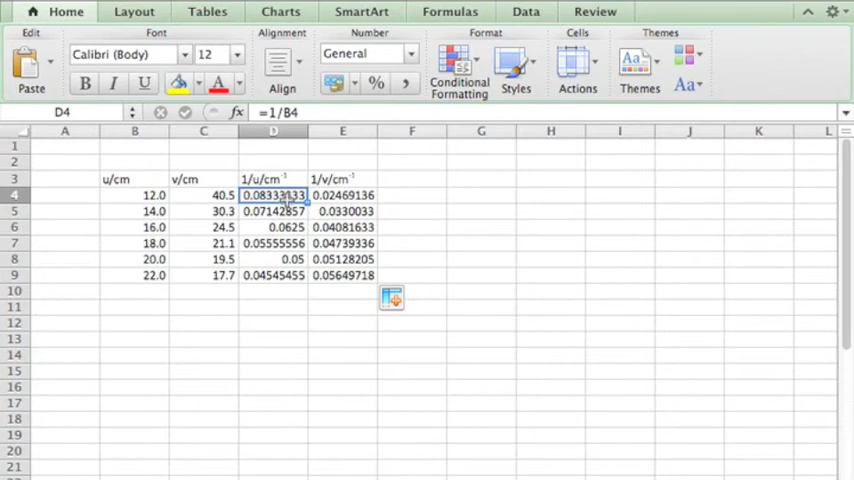 Home Layout Tables Charts SmartArt Formulas Data Review
Edit Font Alignment Number Format Cells Themes
Calibri (Body) 12 General
Paste B I U A Align % , Conditional Formatting Styles Actions Aa Themes Aa
D4 fx =1/B4
A B C D E F G H I J K L
1
2
3 u/cm v/cm 1/u/cm⁻¹ 1/v/cm⁻¹
4 12.0 40.5 0.08333333 0.02469136
5 14.0 30.3 0.07142857 0.0330033
6 16.0 24.5 0.0625 0.04081633
7 18.0 21.1 0.05555556 0.04739336
8 20.0 19.5 0.05 0.05128205
9 22.0 17.7 0.04545455 0.05649718
10
11
12
13
14
15
16
17
18
19
20
21